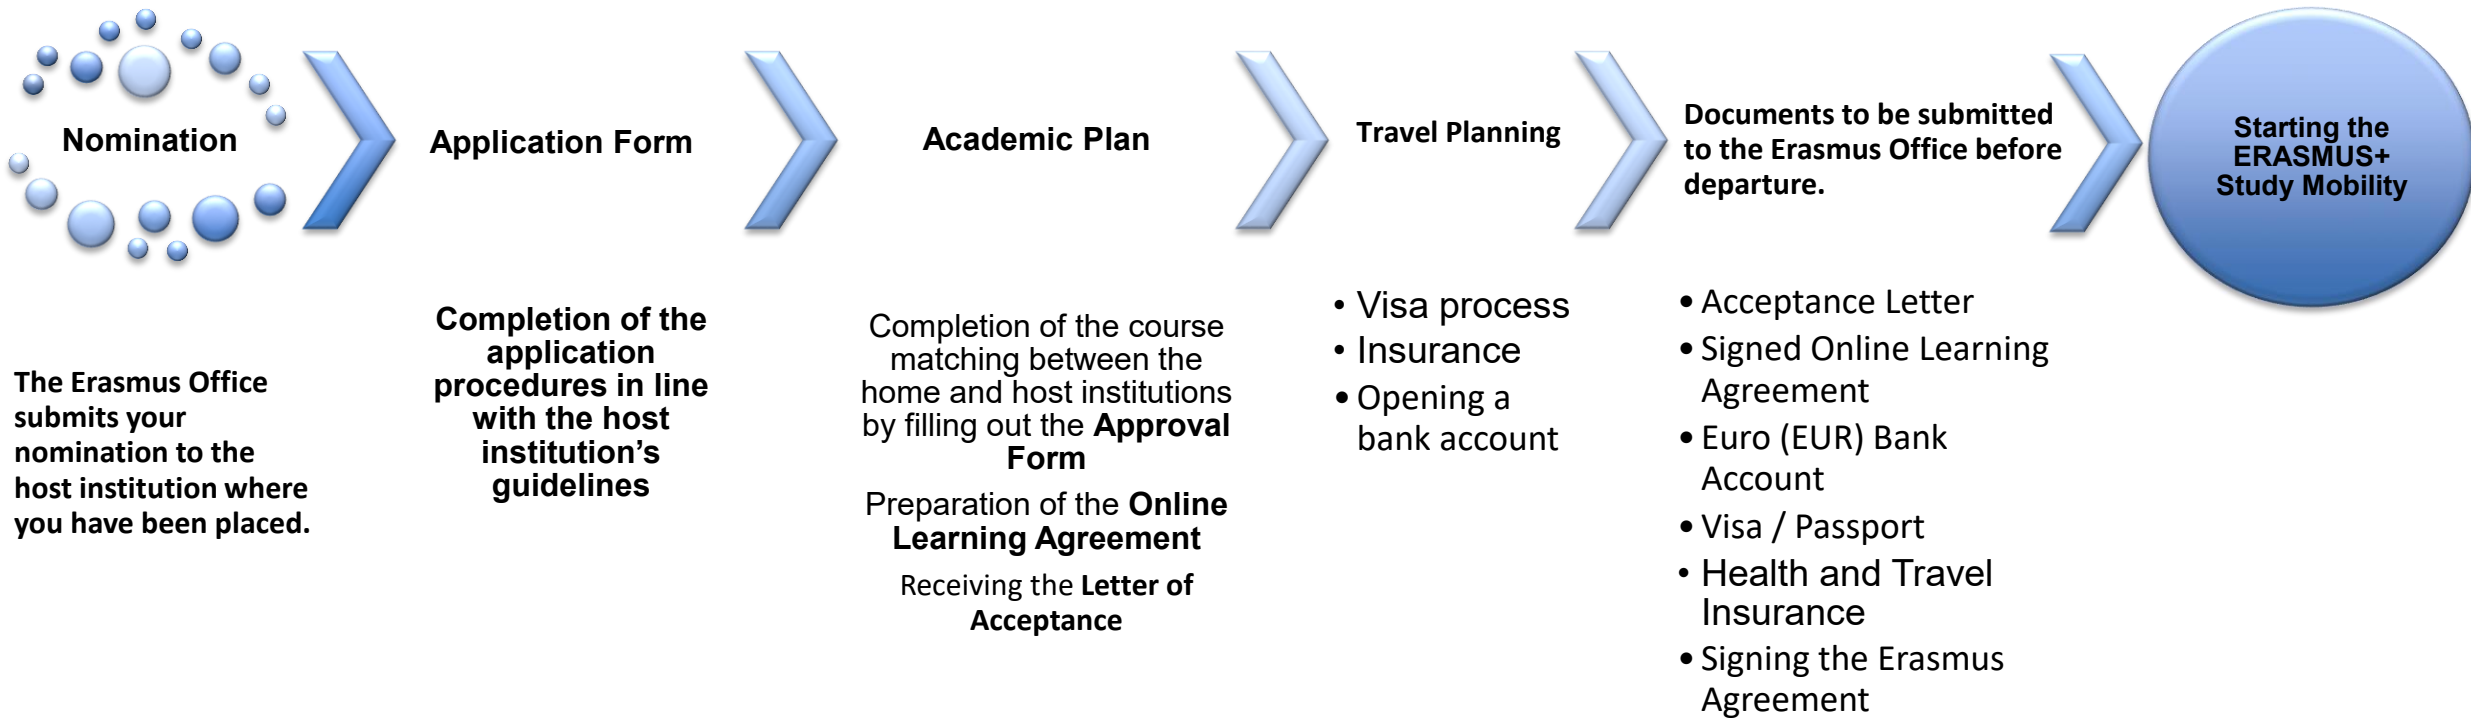 Nomination
The Erasmus Office
submits your
nomination to the
host institution where
you have been placed.
Application Form
Completion of the
application
procedures in line
with the host
institution’s
guidelines
Academic Plan
Completion of the course
matching between the
home and host institutions
by filling out the Approval
Form
Preparation of the Online
Learning Agreement
Receiving the Letter of
Acceptance
Travel Planning
• Visa process
• Insurance
• Opening a
bank account
Documents to be submitted
to the Erasmus Office before
departure.
• Acceptance Letter
• Signed Online Learning
Agreement
• Euro (EUR) Bank
Account
• Visa / Passport
• Health and Travel
Insurance
• Signing the Erasmus
Agreement
Starting the
ERASMUS+
Study Mobility